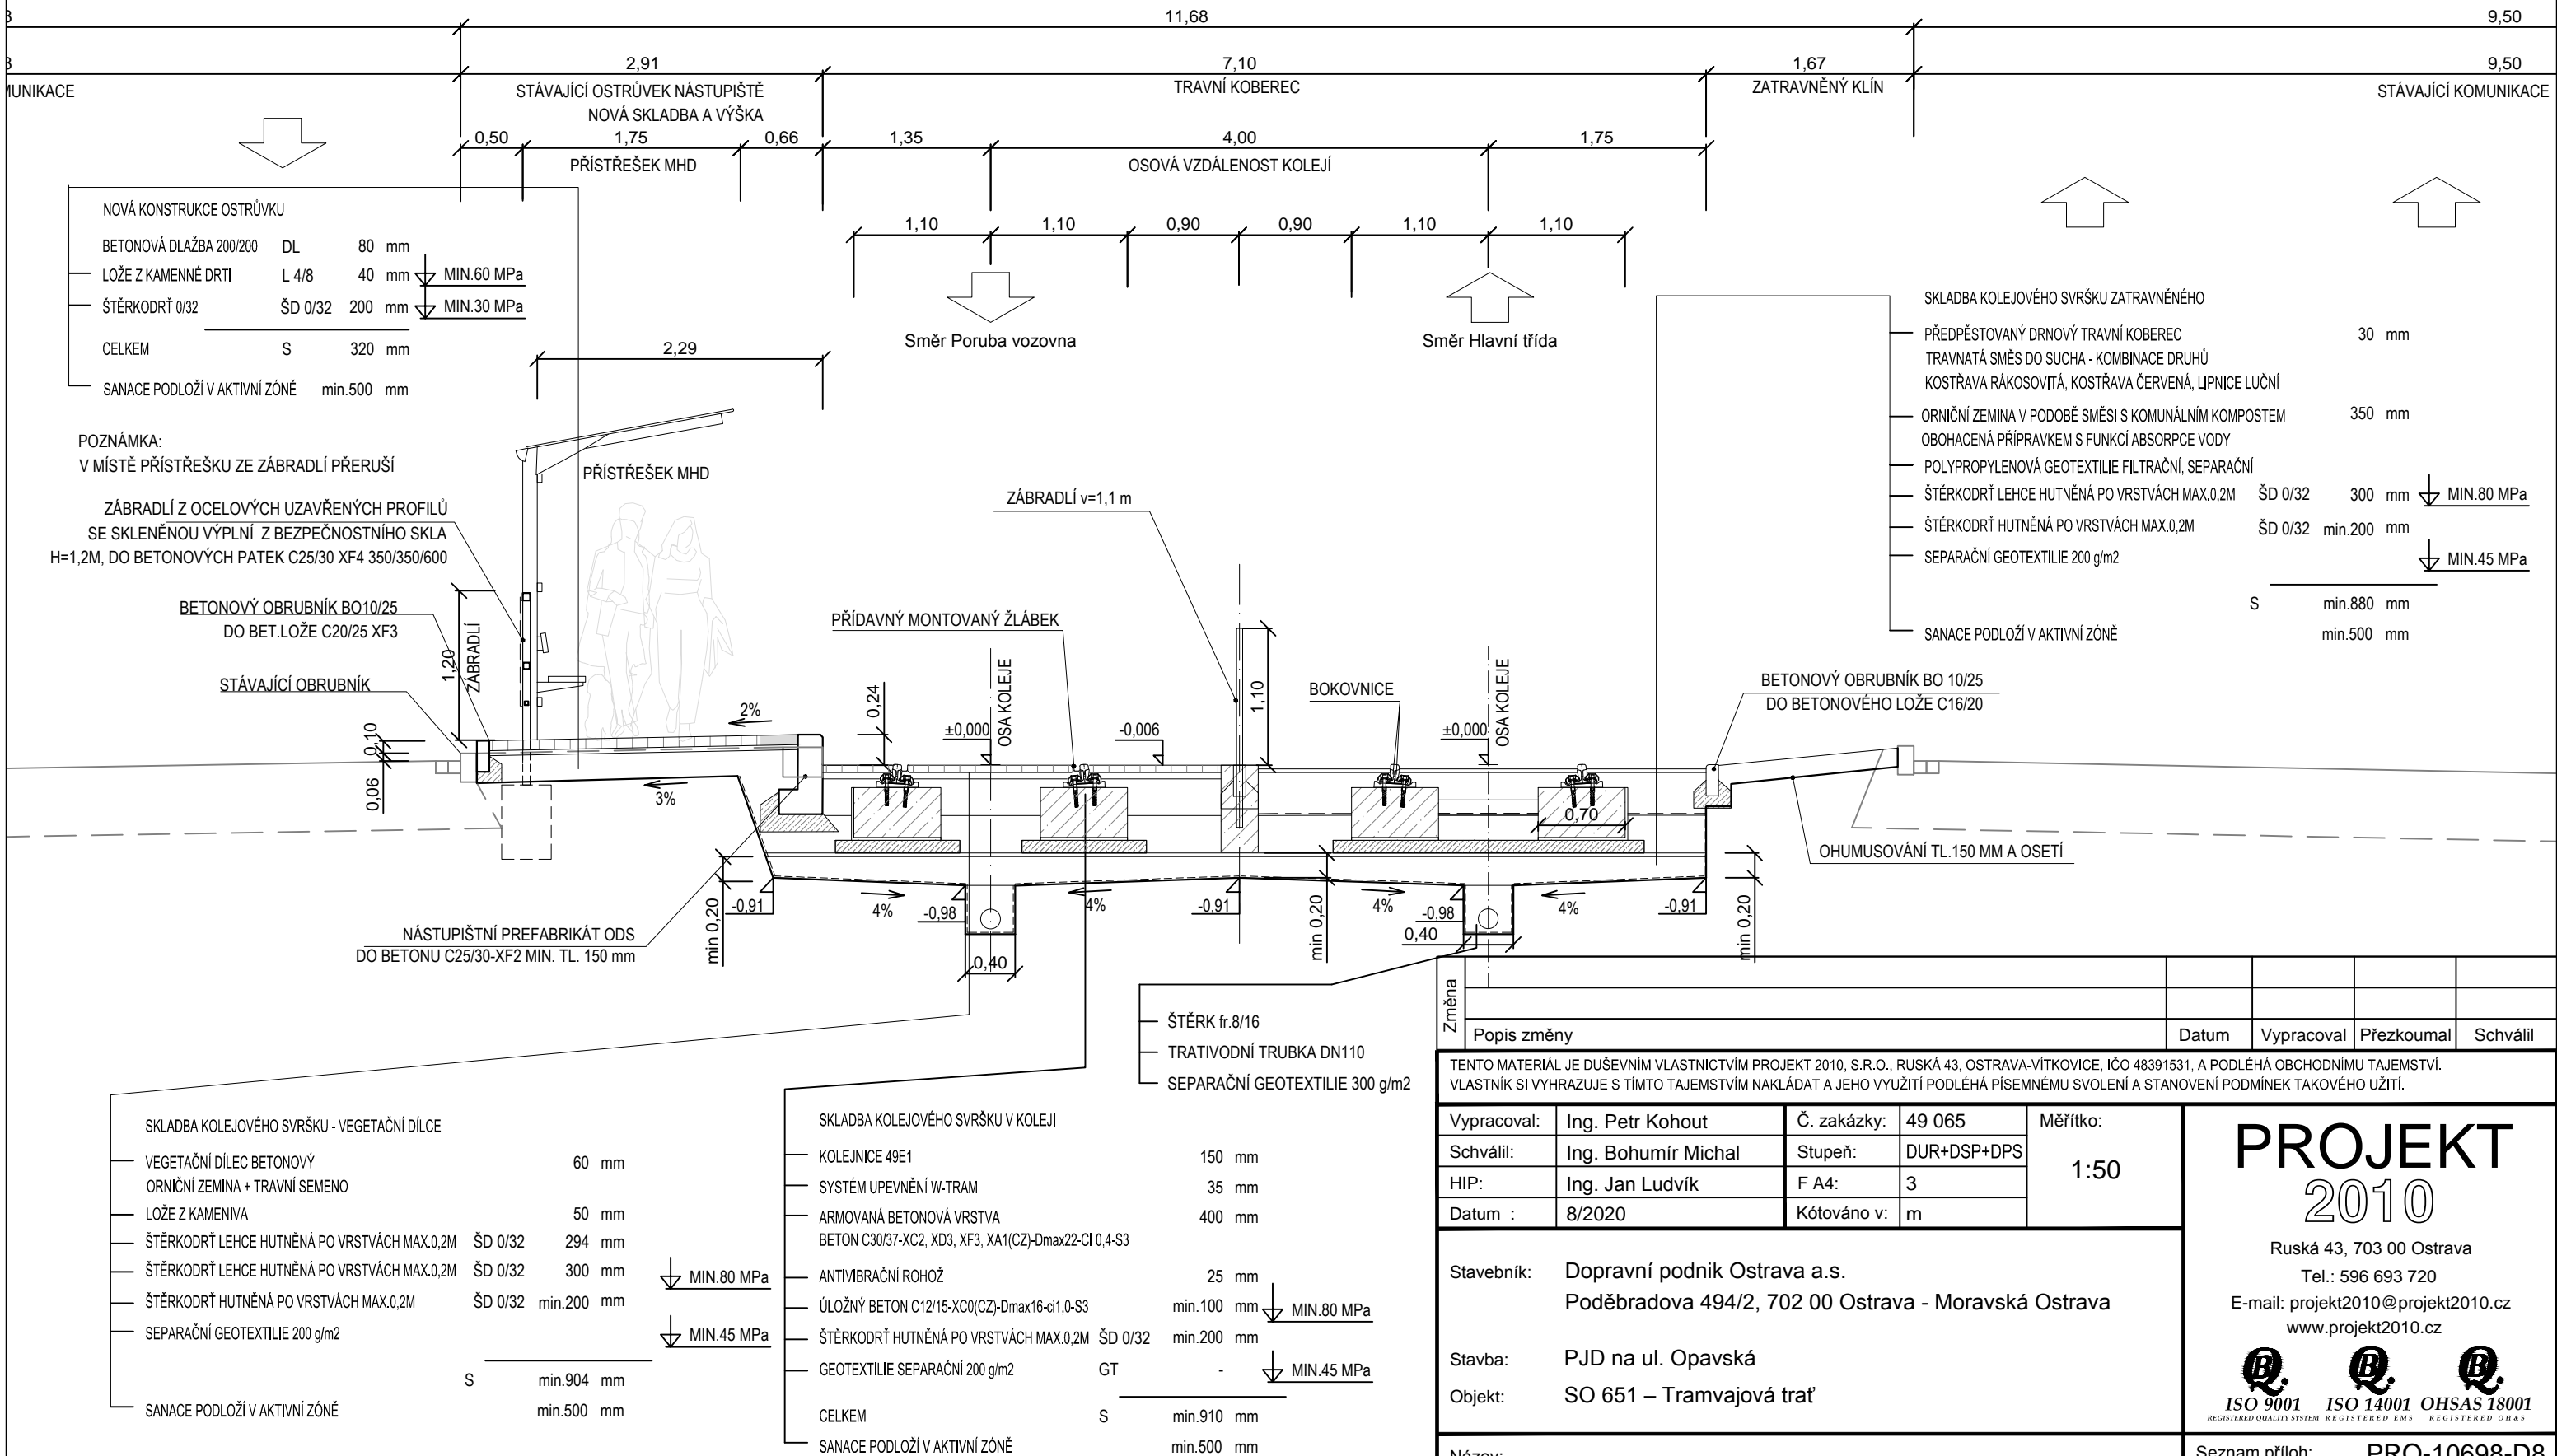 11,68
9,50
2,91
7,10
1,67
9,50
STÁVAJÍCÍ OSTRŮVEK NÁSTUPIŠTĚ
NOVÁ SKLADBA A VÝŠKA
TRAVNÍ KOBEREC
ZATRAVNĚNÝ KLÍN
STÁVAJÍCÍ KOMUNIKACE
0,50
1,75
0,66
1,35
4,00
1,75
PŘÍSTŘEŠEK MHD
OSOVÁ VZDÁLENOST KOLEJÍ
1,10
1,10
0,90
0,90
1,10
1,10
Směr Poruba vozovna
Směr Hlavní třída
NOVÁ KONSTRUKCE OSTRŮVKU
BETONOVÁ DLAŽBA 200/200 DL 80 mm
LOŽE Z KAMENNÉ DRTI L 4/8 40 mm MIN.60 MPa
ŠTĚRKODRŤ 0/32 ŠD 0/32 200 mm MIN.30 MPa
CELKEM S 320 mm
SANACE PODLOŽÍ V AKTIVNÍ ZÓNĚ min.500 mm
2,29
POZNÁMKA:
V MÍSTĚ PŘÍSTŘEŠKU ZE ZÁBRADLÍ PŘERUŠÍ
PŘÍSTŘEŠEK MHD
ZÁBRADLÍ Z OCELOVÝCH UZAVŘENÝCH PROFILŮ
SE SKLENĚNOU VÝPLNÍ Z BEZPEČNOSTNÍHO SKLA
H=1,2M, DO BETONOVÝCH PATEK C25/30 XF4 350/350/600
BETONOVÝ OBRUBNÍK BO10/25
DO BET.LOŽE C20/25 XF3
STÁVAJÍCÍ OBRUBNÍK
1,20
ZÁBRADLÍ
0,10
0,06
2%
3%
0,24
ZÁBRADLÍ v=1,1 m
PŘÍDAVNÝ MONTOVANÝ ŽLÁBEK
±0,000
OSA KOLEJE
-0,006
1,10
BOKOVNICE
±0,000
OSA KOLEJE
0,70
SKLADBA KOLEJOVÉHO SVRŠKU ZATRAVNĚNÉHO
PŘEDPĚSTOVANÝ DRNOVÝ TRAVNÍ KOBEREC 30 mm
TRAVNATÁ SMĚS DO SUCHA - KOMBINACE DRUHŮ
KOSTŘAVA RÁKOSOVITÁ, KOSTŘAVA ČERVENÁ, LIPNICE LUČNÍ
ORNIČNÍ ZEMINA V PODOBĚ SMĚSI S KOMUNÁLNÍM KOMPOSTEM 350 mm
OBOHACENÁ PŘÍPRAVKEM S FUNKCÍ ABSORPCE VODY
POLYPROPYLENOVÁ GEOTEXTILIE FILTRAČNÍ, SEPARAČNÍ
ŠTĚRKODRŤ LEHCE HUTNĚNÁ PO VRSTVÁCH MAX.0,2M ŠD 0/32 300 mm MIN.80 MPa
ŠTĚRKODRŤ HUTNĚNÁ PO VRSTVÁCH MAX.0,2M ŠD 0/32 min.200 mm
SEPARAČNÍ GEOTEXTILIE 200 g/m2 MIN.45 MPa
S min.880 mm
SANACE PODLOŽÍ V AKTIVNÍ ZÓNĚ min.500 mm
BETONOVÝ OBRUBNÍK BO 10/25
DO BETONOVÉHO LOŽE C16/20
OHUMUSOVÁNÍ TL.150 MM A OSETÍ
min 0,20
-0,91
4%
-0,98
4%
-0,91
min 0,20
4%
-0,98
4%
-0,91
min 0,20
0,40
0,40
NÁSTUPIŠTNÍ PREFABRIKÁT ODS
DO BETONU C25/30-XF2 MIN. TL. 150 mm
ŠTĚRK fr.8/16
TRATIVODNÍ TRUBKA DN110
SEPARAČNÍ GEOTEXTILIE 300 g/m2
SKLADBA KOLEJOVÉHO SVRŠKU - VEGETAČNÍ DÍLCE
VEGETAČNÍ DÍLEC BETONOVÝ 60 mm
ORNIČNÍ ZEMINA + TRAVNÍ SEMENO
LOŽE Z KAMENIVA 50 mm
ŠTĚRKODRŤ LEHCE HUTNĚNÁ PO VRSTVÁCH MAX.0,2M ŠD 0/32 294 mm
ŠTĚRKODRŤ LEHCE HUTNĚNÁ PO VRSTVÁCH MAX.0,2M ŠD 0/32 300 mm MIN.80 MPa
ŠTĚRKODRŤ HUTNĚNÁ PO VRSTVÁCH MAX.0,2M ŠD 0/32 min.200 mm
SEPARAČNÍ GEOTEXTILIE 200 g/m2 MIN.45 MPa
S min.904 mm
SANACE PODLOŽÍ V AKTIVNÍ ZÓNĚ min.500 mm
SKLADBA KOLEJOVÉHO SVRŠKU V KOLEJI
KOLEJNICE 49E1 150 mm
SYSTÉM UPEVNĚNÍ W-TRAM 35 mm
ARMOVANÁ BETONOVÁ VRSTVA 400 mm
BETON C30/37-XC2, XD3, XF3, XA1(CZ)-Dmax22-Cl 0,4-S3
ANTIVIBRAČNÍ ROHOŽ 25 mm
ÚLOŽNÝ BETON C12/15-XC0(CZ)-Dmax16-cl1,0-S3 min.100 mm MIN.80 MPa
ŠTĚRKODRŤ HUTNĚNÁ PO VRSTVÁCH MAX.0,2M ŠD 0/32 min.200 mm
GEOTEXTILIE SEPARAČNÍ 200 g/m2 GT - MIN.45 MPa
CELKEM S min.910 mm
SANACE PODLOŽÍ V AKTIVNÍ ZÓNĚ min.500 mm
Změna
Popis změny Datum Vypracoval Přezkoumal Schválil
TENTO MATERIÁL JE DUŠEVNÍM VLASTNICTVÍM PROJEKT 2010, S.R.O., RUSKÁ 43, OSTRAVA-VÍTKOVICE, IČO 48391531, A PODLÉHÁ OBCHODNÍMU TAJEMSTVÍ.
VLASTNÍK SI VYHRAZUJE S TÍMTO TAJEMSTVÍM NAKLÁDAT A JEHO VYUŽITÍ PODLÉHÁ PÍSEMNÉMU SVOLENÍ A STANOVENÍ PODMÍNEK TAKOVÉHO UŽITÍ.
Vypracoval: Ing. Petr Kohout Č. zakázky: 49 065 Měřítko:
Schválil: Ing. Bohumír Michal Stupeň: DUR+DSP+DPS
1:50
HIP: Ing. Jan Ludvík F A4: 3
Datum : 8/2020 Kótováno v: m
Stavebník: Dopravní podnik Ostrava a.s.
Poděbradova 494/2, 702 00 Ostrava - Moravská Ostrava
Stavba: PJD na ul. Opavská
Objekt: SO 651 – Tramvajová trať
PROJEKT
2010
Ruská 43, 703 00 Ostrava
Tel.: 596 693 720
E-mail: projekt2010@projekt2010.cz
www.projekt2010.cz
ISO 9001 ISO 14001 OHSAS 18001
REGISTERED QUALITY SYSTEM REGISTERED EMS REGISTERED OH&S
Seznam příloh: PRO-10698-D8